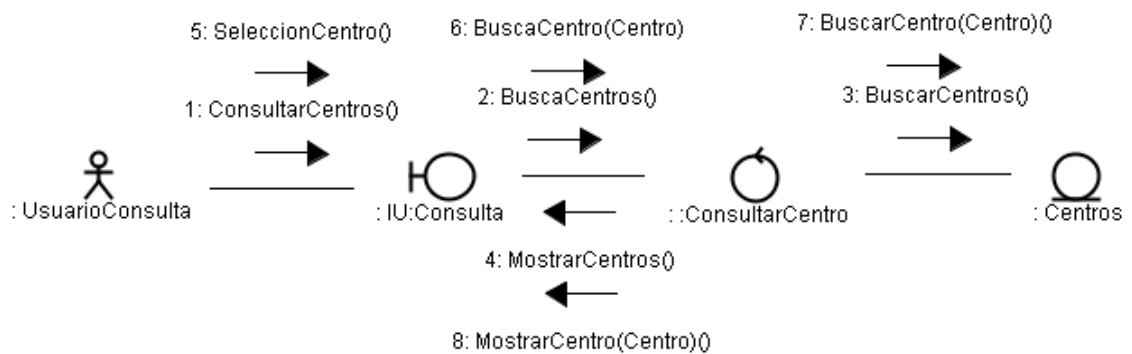 5: SeleccionCentro()
6: BuscaCentro(Centro)
7: BuscarCentro(Centro)()
1: ConsultarCentros()
2: BuscaCentros()
3: BuscarCentros()
: UsuarioConsulta
: IU:Consulta
: :ConsultarCentro
: Centros
4: MostrarCentros()
8: MostrarCentro(Centro)()